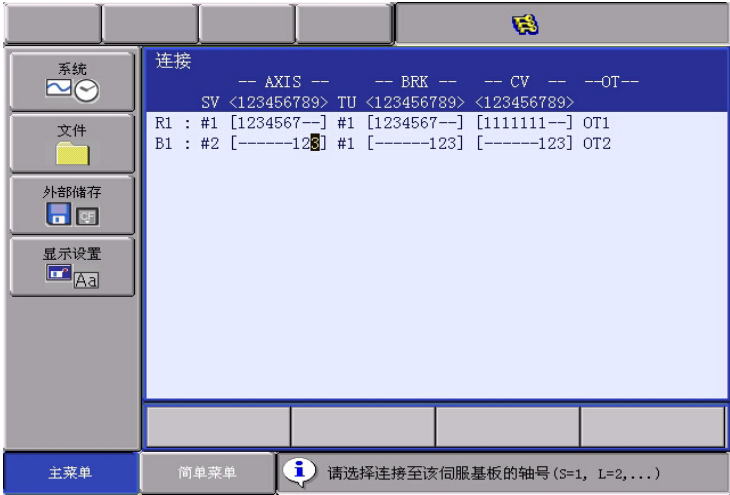 系统
文件
外部储存
CF
显示设置
Aa
连接
-- AXIS -- -- BRK -- -- CV -- --OT--
SV <123456789> TU <123456789> <123456789>
R1 : #1 [1234567--] #1 [1234567--] [1111111--] OT1
B1 : #2 [------123] #1 [------123] [------123] OT2
主菜单
简单菜单
请选择连接至该伺服基板的轴号(S=1, L=2,...)